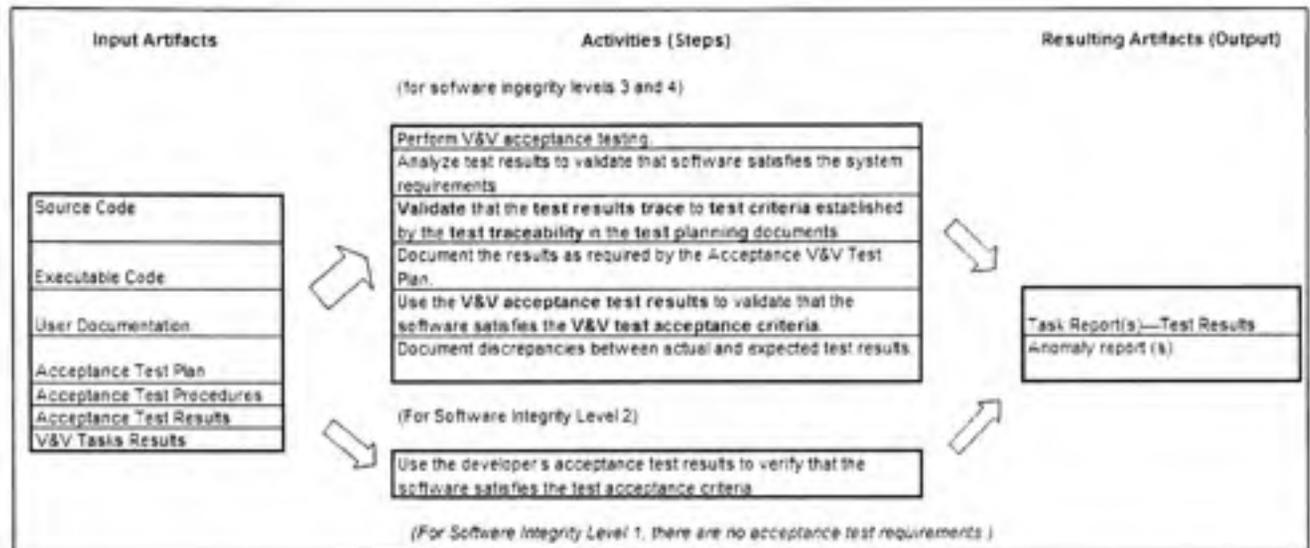 Input Artifacts
Activities (Steps)
Resulting Artifacts (Output)
(for sofware ingegrity levels 3 and 4)
Perform V&V acceptance testing.
Analyze test results to validate that software satisfies the system
requirements
Validate that the test results trace to test criteria established
by the test traceability in the test planning documents
Document the results as required by the Acceptance V&V Test
Plan.
Use the V&V acceptance test results to validate that the
software satisfies the V&V test acceptance criteria
Document discrepancies between actual and expected test results.
Source Code
Executable Code
User Documentation
Acceptance Test Plan
Acceptance Test Procedures
Acceptance Test Results
V&V Tasks Results
Task Report(s)—Test Results
Anomaly report (s)
(For Software Integrity Level 2)
Use the developer's acceptance test results to verify that the
software satisfies the test acceptance criteria
(For Software Integrity Level 1, there are no acceptance test requirements.)